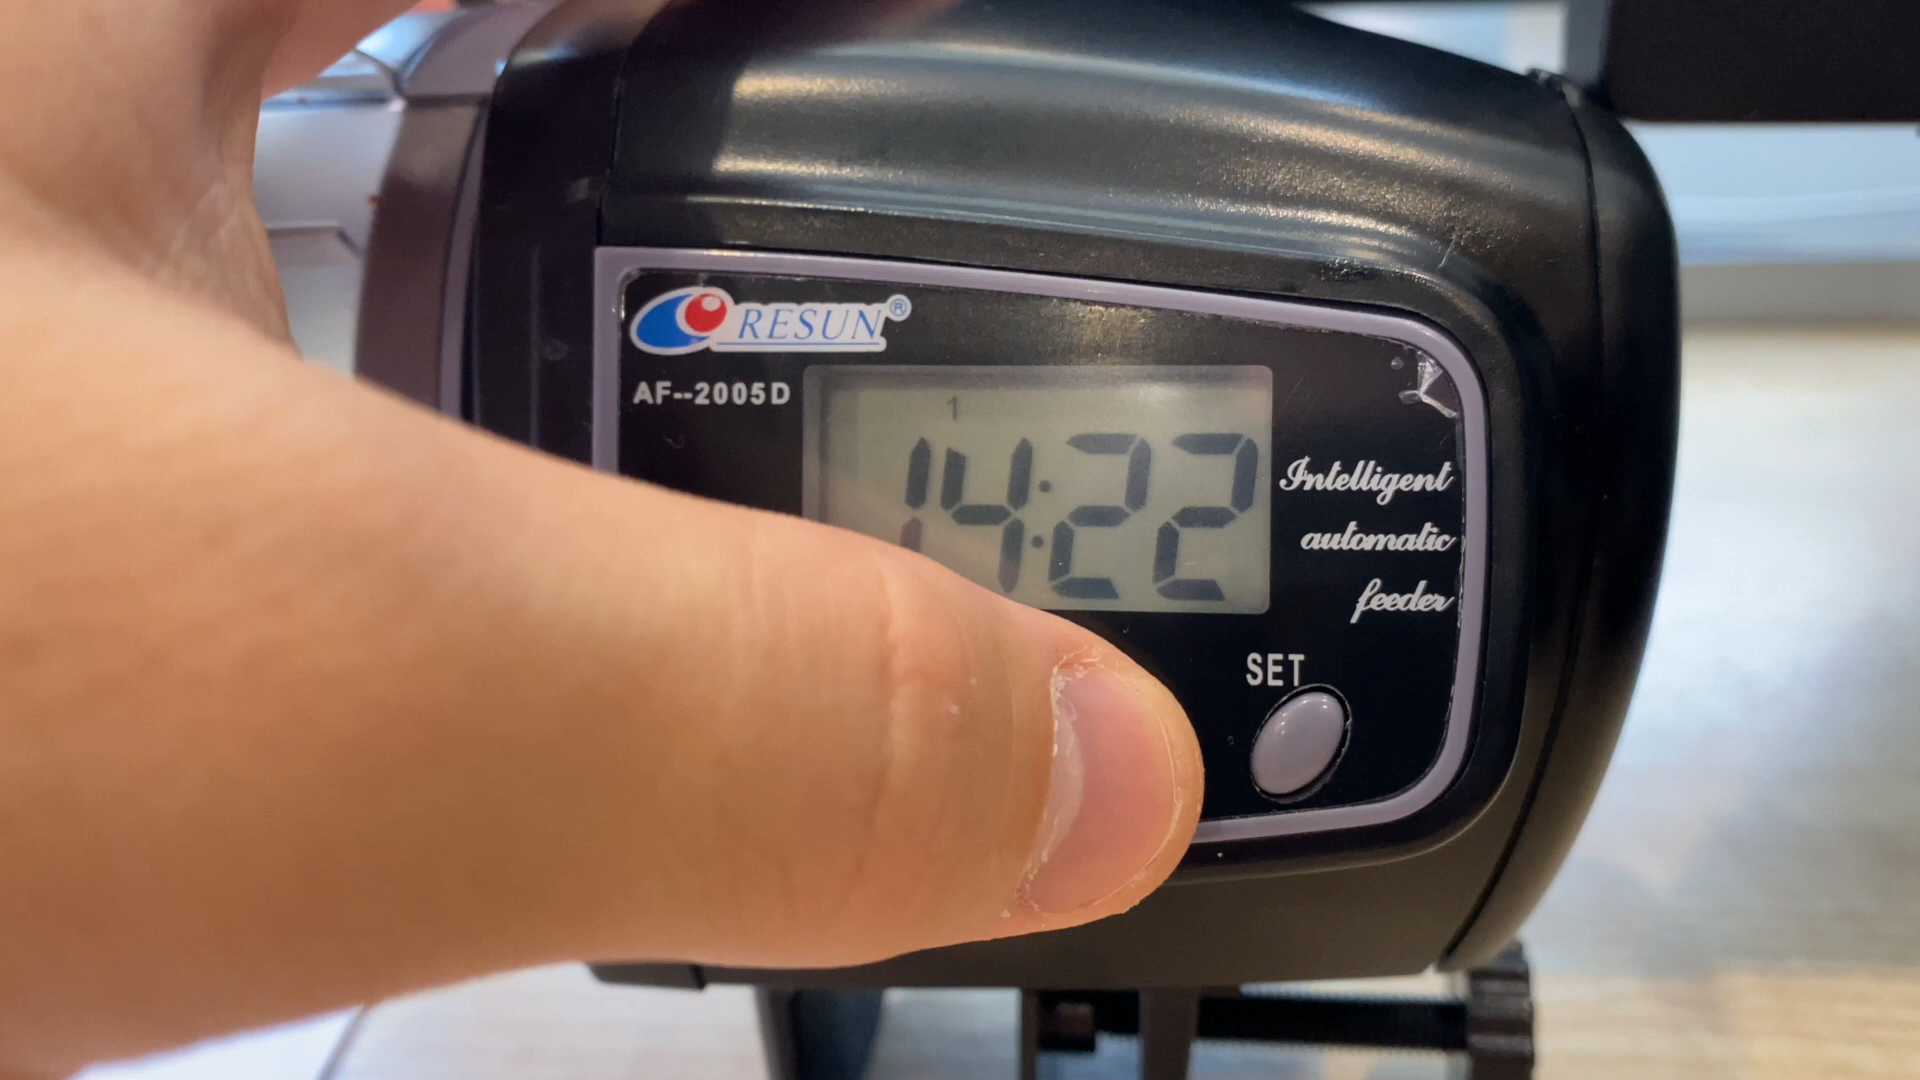 RESUN®
AF--2005D
1
14:22
Intelligent
automatic
feeder
SET